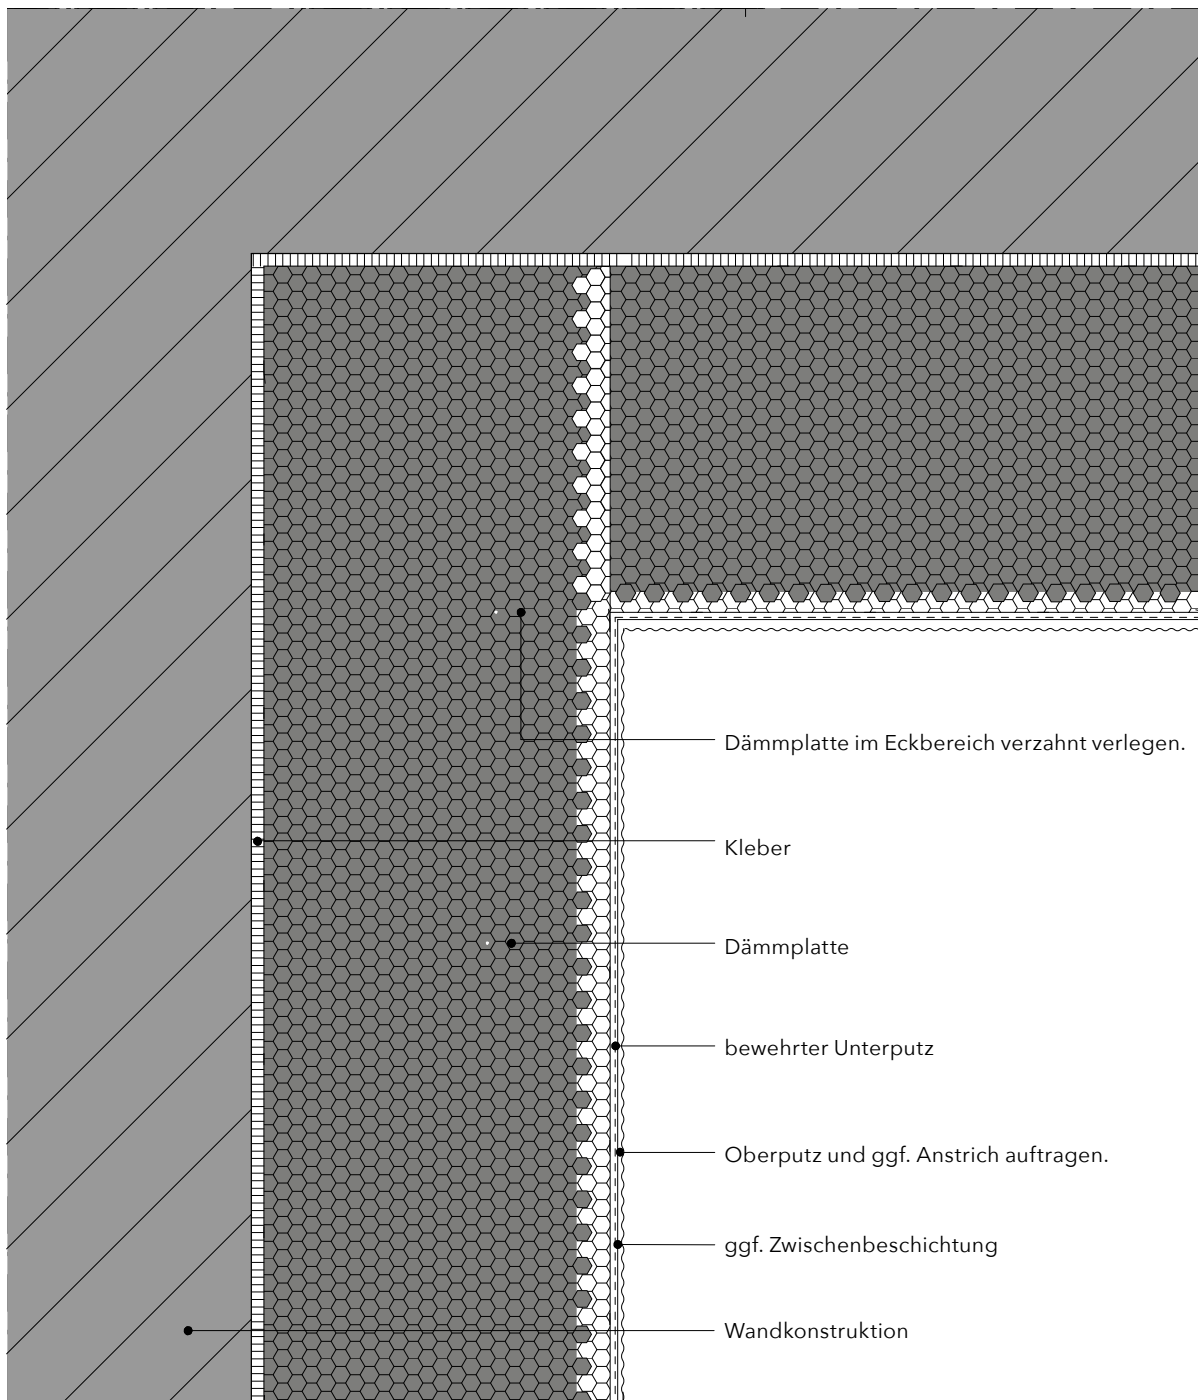 Dämmplatte im Eckbereich verzahnt verlegen.
Kleber
Dämmplatte
bewehrter Unterputz
Oberputz und ggf. Anstrich auftragen.
ggf. Zwischenbeschichtung
Wandkonstruktion